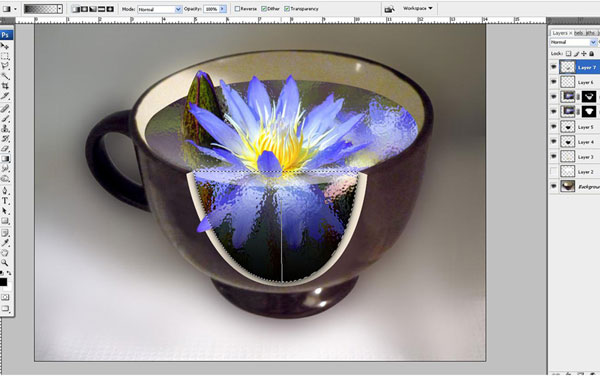 Mode: Normal Opacity: 100% Reverse Dither Transparency Workspace
Ps
Layers
Normal
Lock:
Layer 7
Layer 6
Layer 5
Layer 4
Layer 3
Layer 2
Background